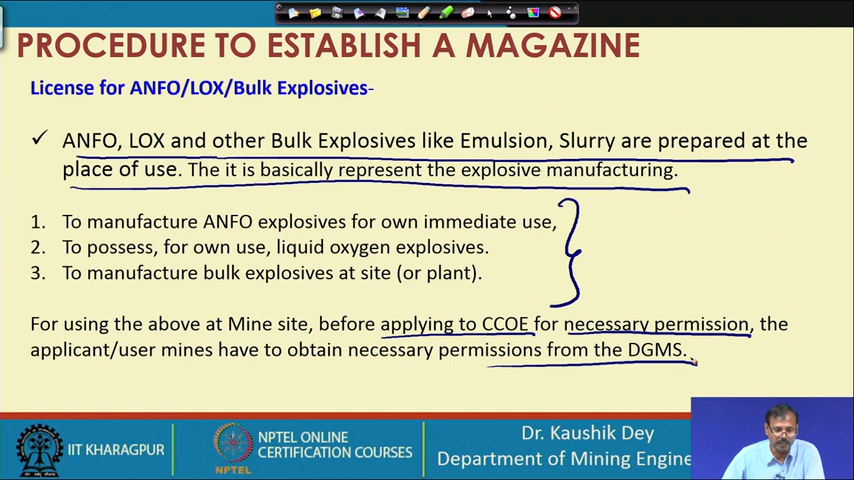 PROCEDURE TO ESTABLISH A MAGAZINE
License for ANFO/LOX/Bulk Explosives-
✓ ANFO, LOX and other Bulk Explosives like Emulsion, Slurry are prepared at the
place of use. The it is basically represent the explosive manufacturing.
1. To manufacture ANFO explosives for own immediate use,
2. To possess, for own use, liquid oxygen explosives.
3. To manufacture bulk explosives at site (or plant).
For using the above at Mine site, before applying to CCOE for necessary permission, the
applicant/user mines have to obtain necessary permissions from the DGMS.
IIT KHARAGPUR
NPTEL
NPTEL ONLINE
CERTIFICATION COURSES
Dr. Kaushik Dey
Department of Mining Engine